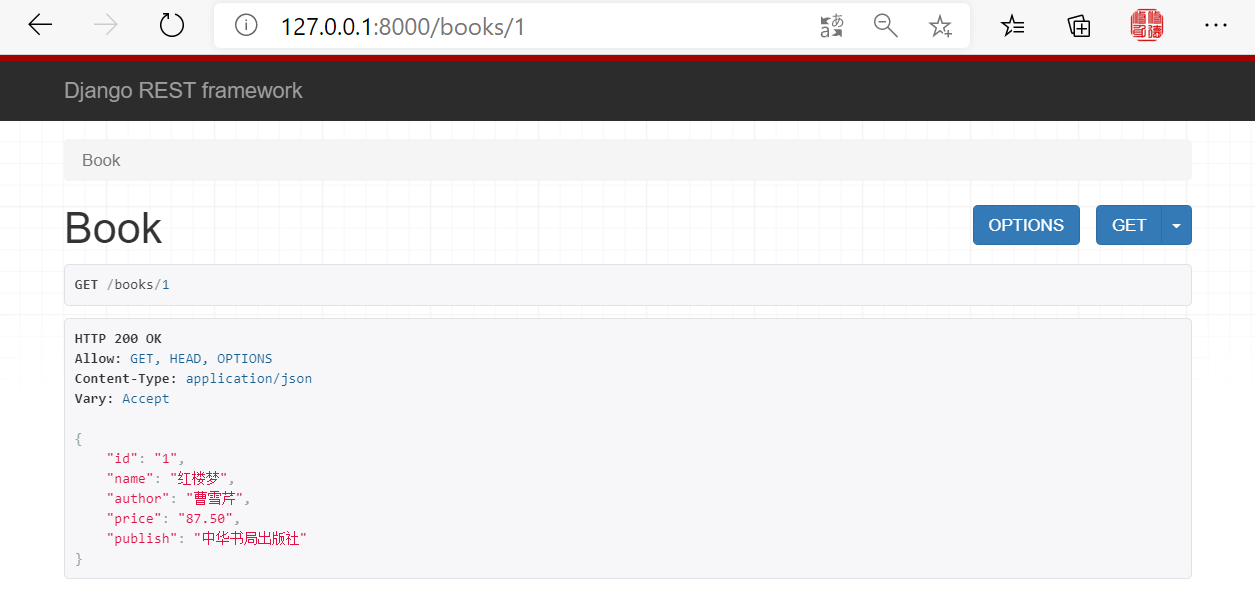 127.0.0.1:8000/books/1
Django REST framework
Book
Book
OPTIONS
GET
GET /books/1
HTTP 200 OK
Allow: GET, HEAD, OPTIONS
Content-Type: application/json
Vary: Accept
{
    "id": "1",
    "name": "红楼梦",
    "author": "曹雪芹",
    "price": "87.50",
    "publish": "中华书局出版社"
}